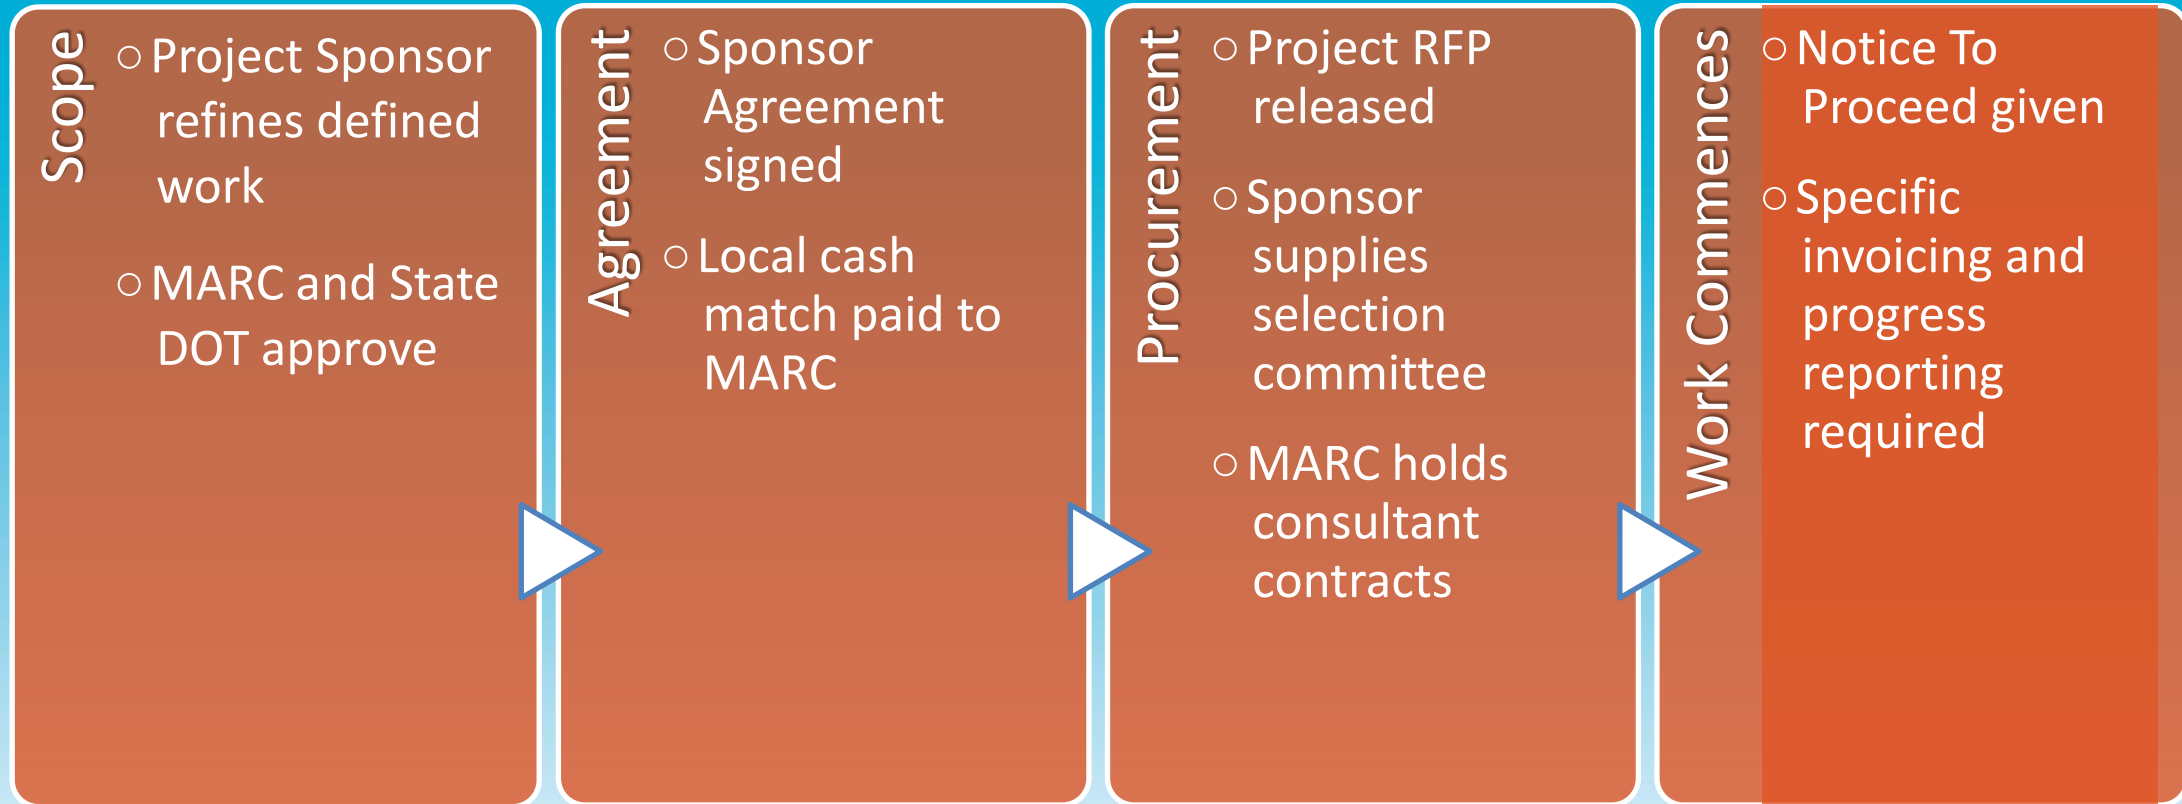 Scope
○ Project Sponsor
refines defined
work
○ MARC and State
DOT approve
Agreement
○ Sponsor
Agreement
signed
○ Local cash
match paid to
MARC
Procurement
○ Project RFP
released
○ Sponsor
supplies
selection
committee
○ MARC holds
consultant
contracts
Work Commences
○ Notice To
Proceed given
○ Specific
invoicing and
progress
reporting
required